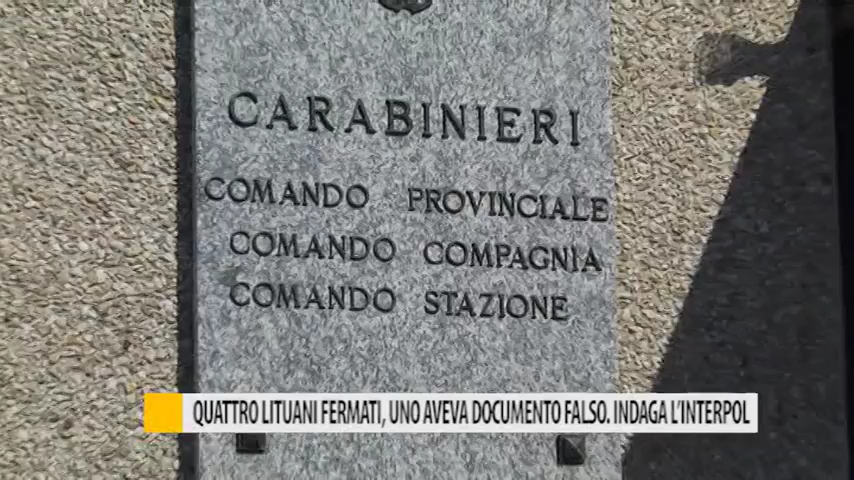 CARABINIERI
COMANDO PROVINCIALE
COMANDO COMPAGNIA
COMANDO STAZIONE
QUATTRO LITUANI FERMATI, UNO AVEVA DOCUMENTO FALSO. INDAGA L'INTERPOL